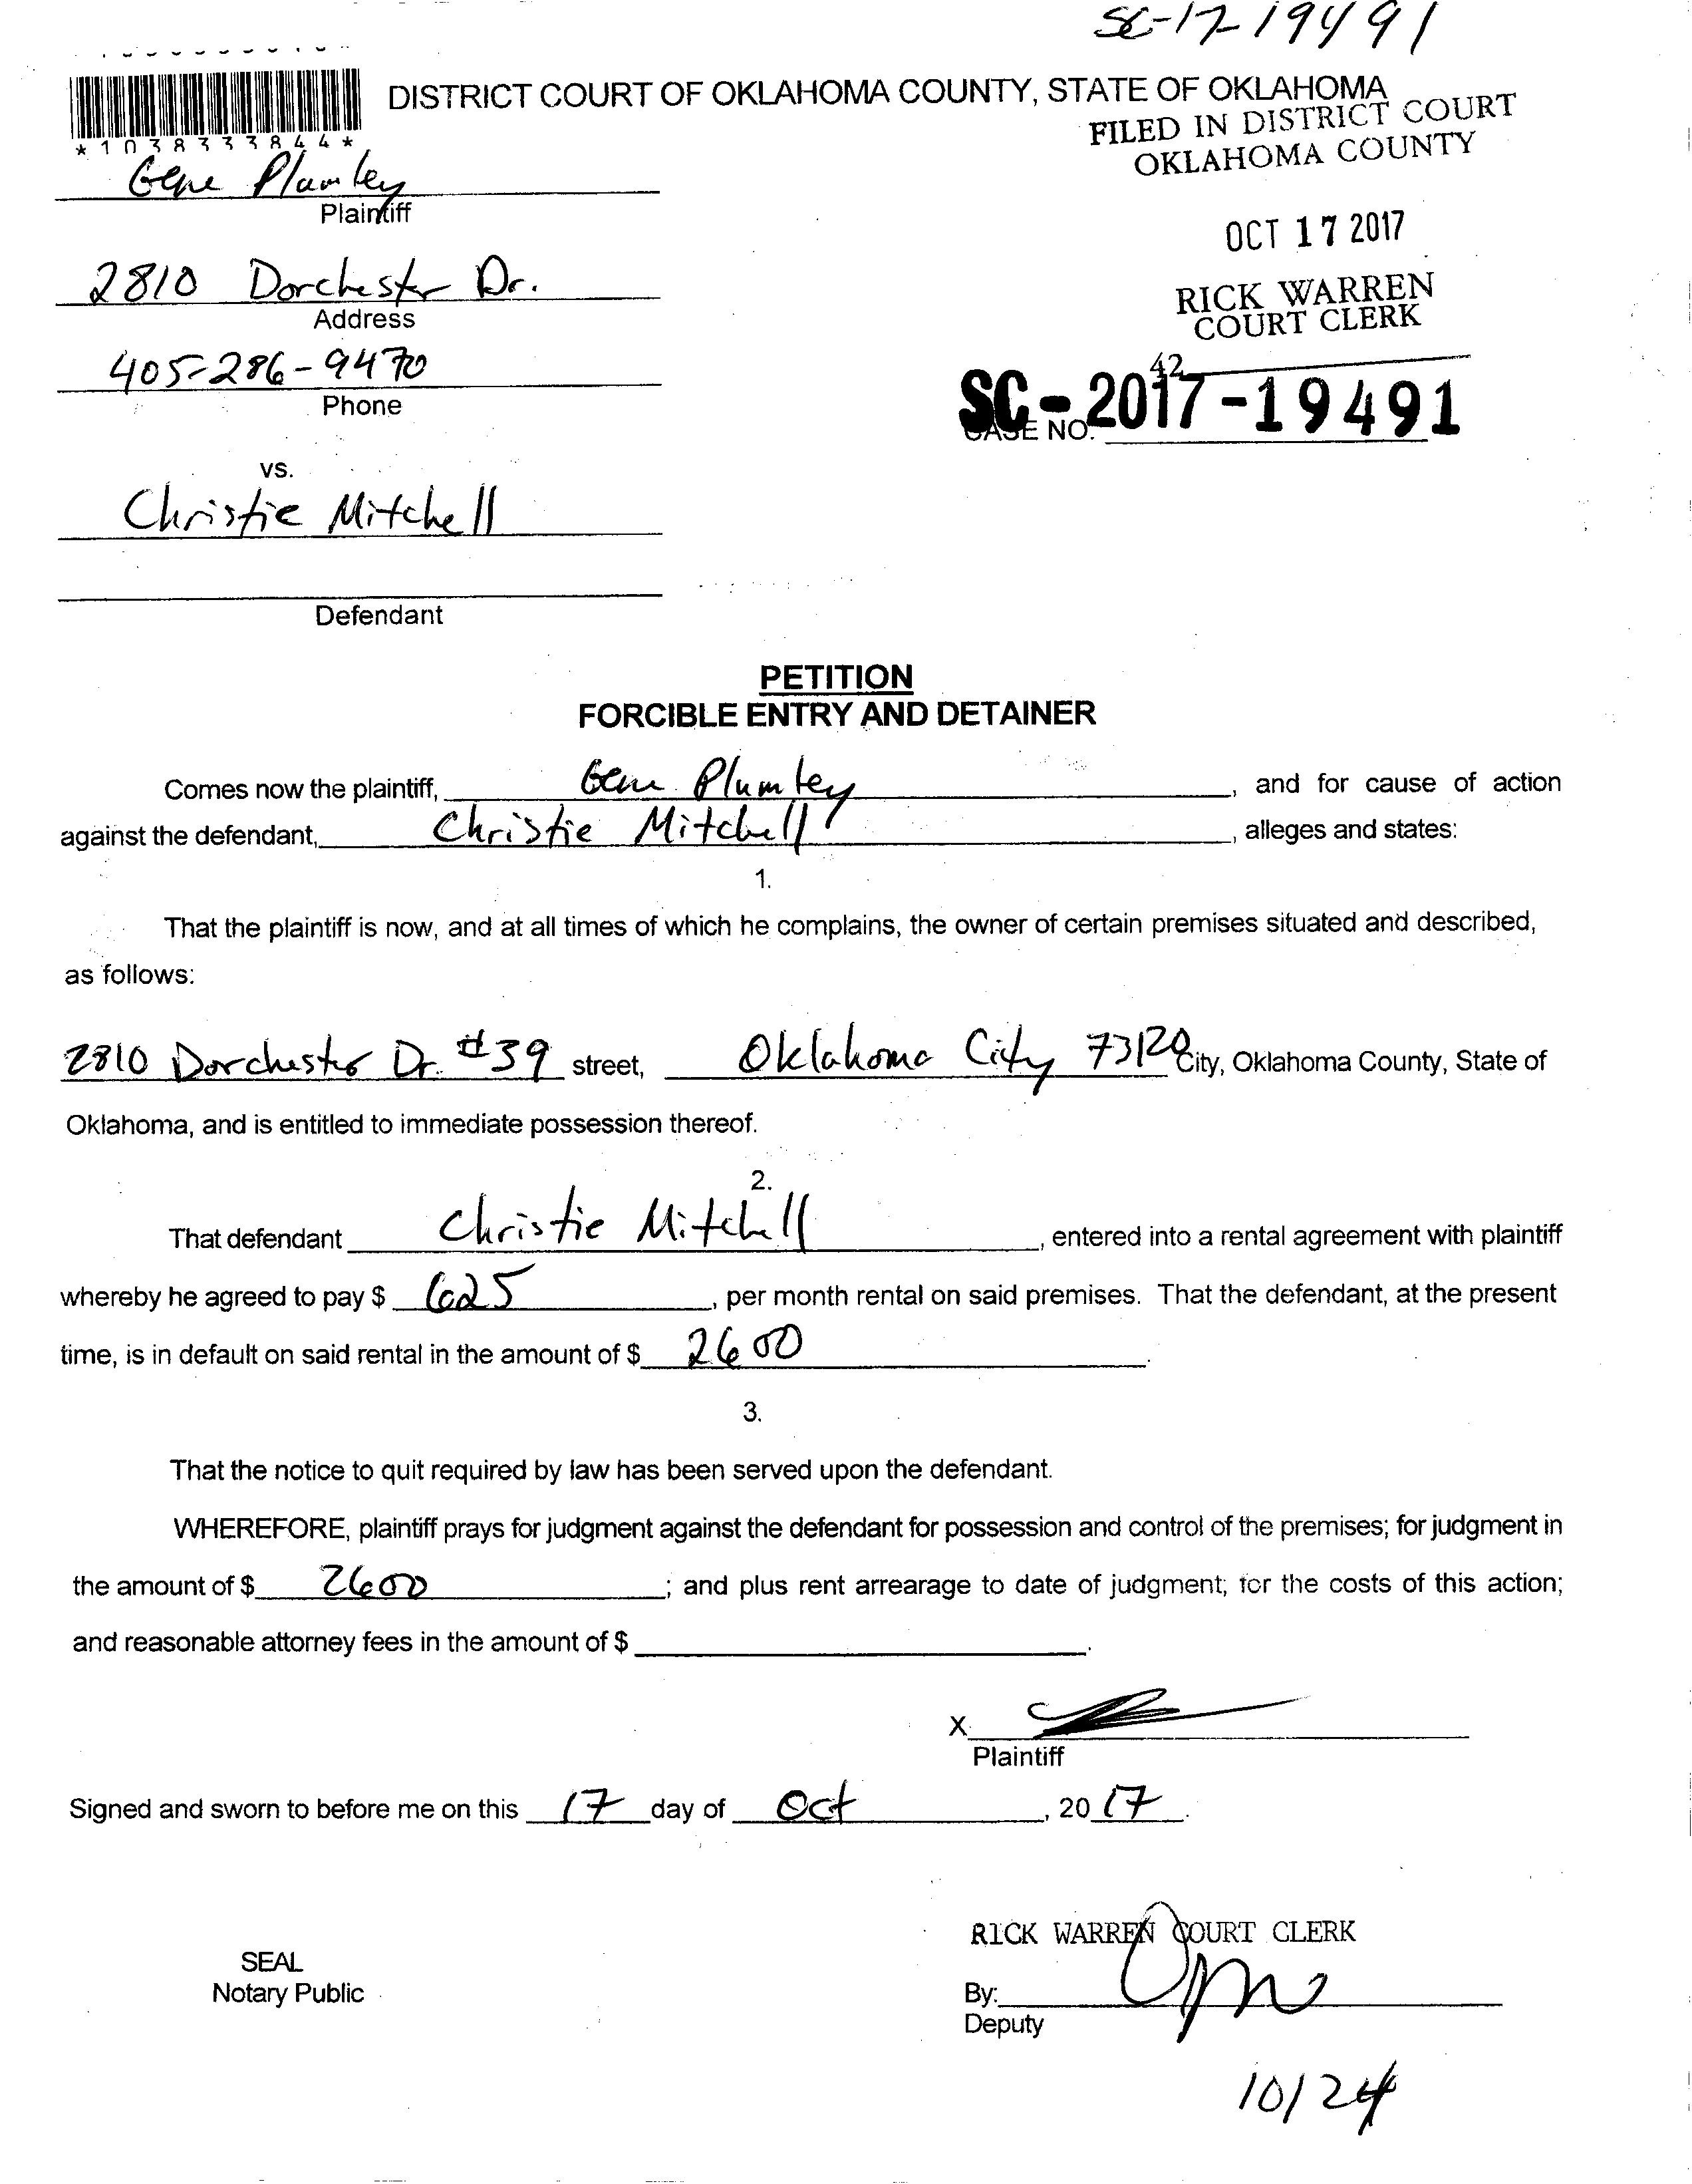 SC-17-19491
DISTRICT COURT OF OKLAHOMA COUNTY, STATE OF OKLAHOMA
FILED IN DISTRICT COURT
OKLAHOMA COUNTY
*1038333844*
Gene Plumley
Plaintiff
OCT 17 2017
2810 Dorchester Dr.
Address
RICK WARREN
COURT CLERK
405-286-9470
Phone
42
SC-2017-19491
CASE NO.
vs.
Christie Mitchell
Defendant
PETITION
FORCIBLE ENTRY AND DETAINER
Comes now the plaintiff, Gene Plumley, and for cause of action
against the defendant, Christie Mitchell, alleges and states:
1.
That the plaintiff is now, and at all times of which he complains, the owner of certain premises situated and described,
as follows:
2810 Dorchester Dr. #39 street, Oklahoma City 73120 City, Oklahoma County, State of
Oklahoma, and is entitled to immediate possession thereof.
2.
That defendant Christie Mitchell, entered into a rental agreement with plaintiff
whereby he agreed to pay $ 625, per month rental on said premises. That the defendant, at the present
time, is in default on said rental in the amount of $ 2600.
3.
That the notice to quit required by law has been served upon the defendant.
WHEREFORE, plaintiff prays for judgment against the defendant for possession and control of the premises; for judgment in
the amount of $ 2600; and plus rent arrearage to date of judgment; for the costs of this action;
and reasonable attorney fees in the amount of $ .
X
Plaintiff
Signed and sworn to before me on this 17 day of Oct, 20 17.
RICK WARREN COURT CLERK
SEAL
Notary Public
By:
Deputy
10/24